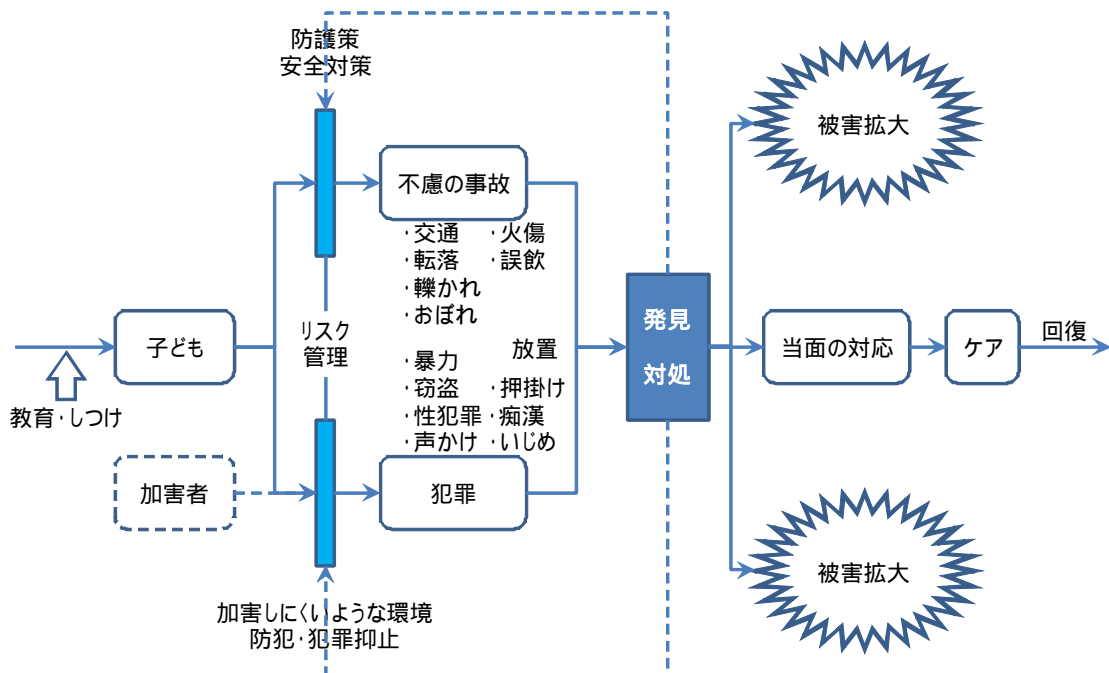 防護策
安全対策
被害拡大
不慮の事故
・交通 ・火傷
・転落 ・誤飲
・轢かれ
・おぼれ
子ども
リスク
管理
発見
対処
当面の対応
ケア
回復
放置
・暴力
・窃盗 ・押掛け
・性犯罪 ・痴漢
・声かけ ・いじめ
教育・しつけ
加害者
犯罪
被害拡大
加害しにくいような環境
防犯・犯罪抑止